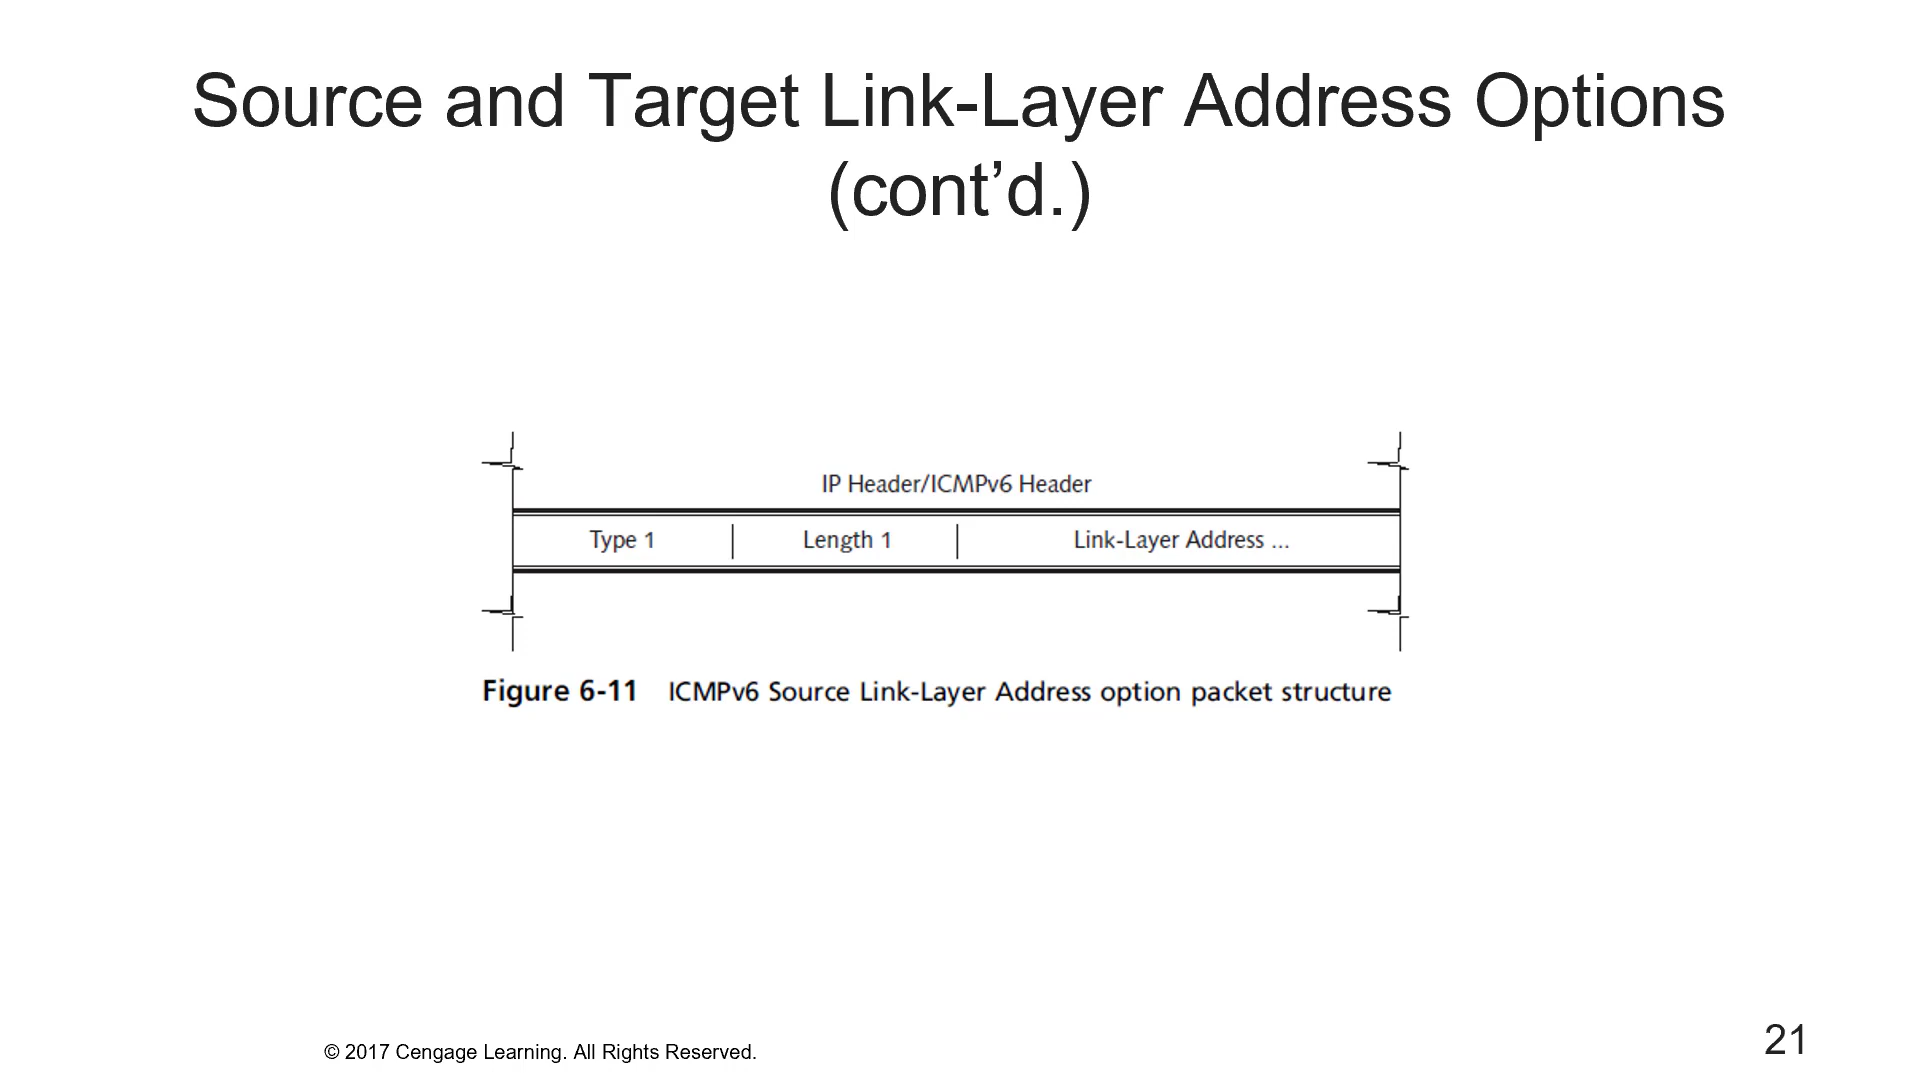 Source and Target Link-Layer Address Options
(cont’d.)
IP Header/ICMPv6 Header
Type 1 Length 1 Link-Layer Address ...
Figure 6-11 ICMPv6 Source Link-Layer Address option packet structure
© 2017 Cengage Learning. All Rights Reserved.
21